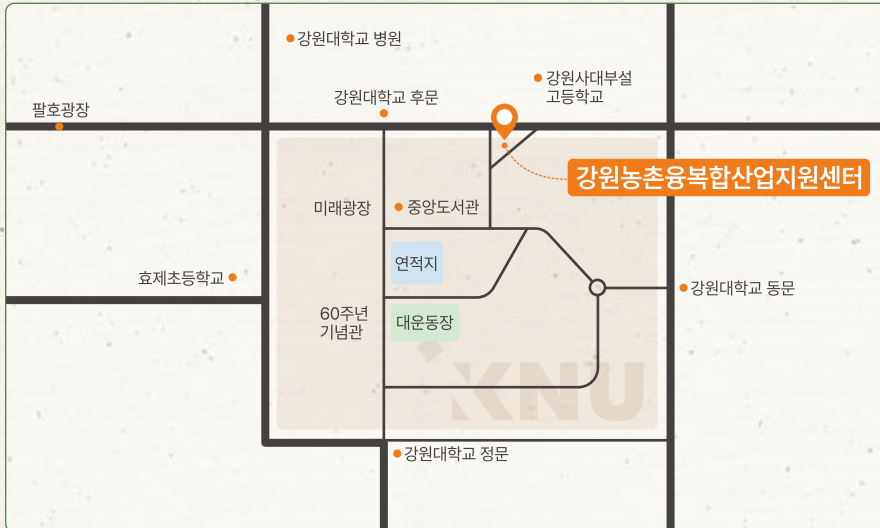 강원대학교 병원
강원사대부설
고등학교
강원대학교 후문
팔호광장
강원농촌융복합산업지원센터
미래광장
중앙도서관
연적지
효제초등학교
강원대학교 동문
60주년
기념관
대운동장
KNU
강원대학교 정문